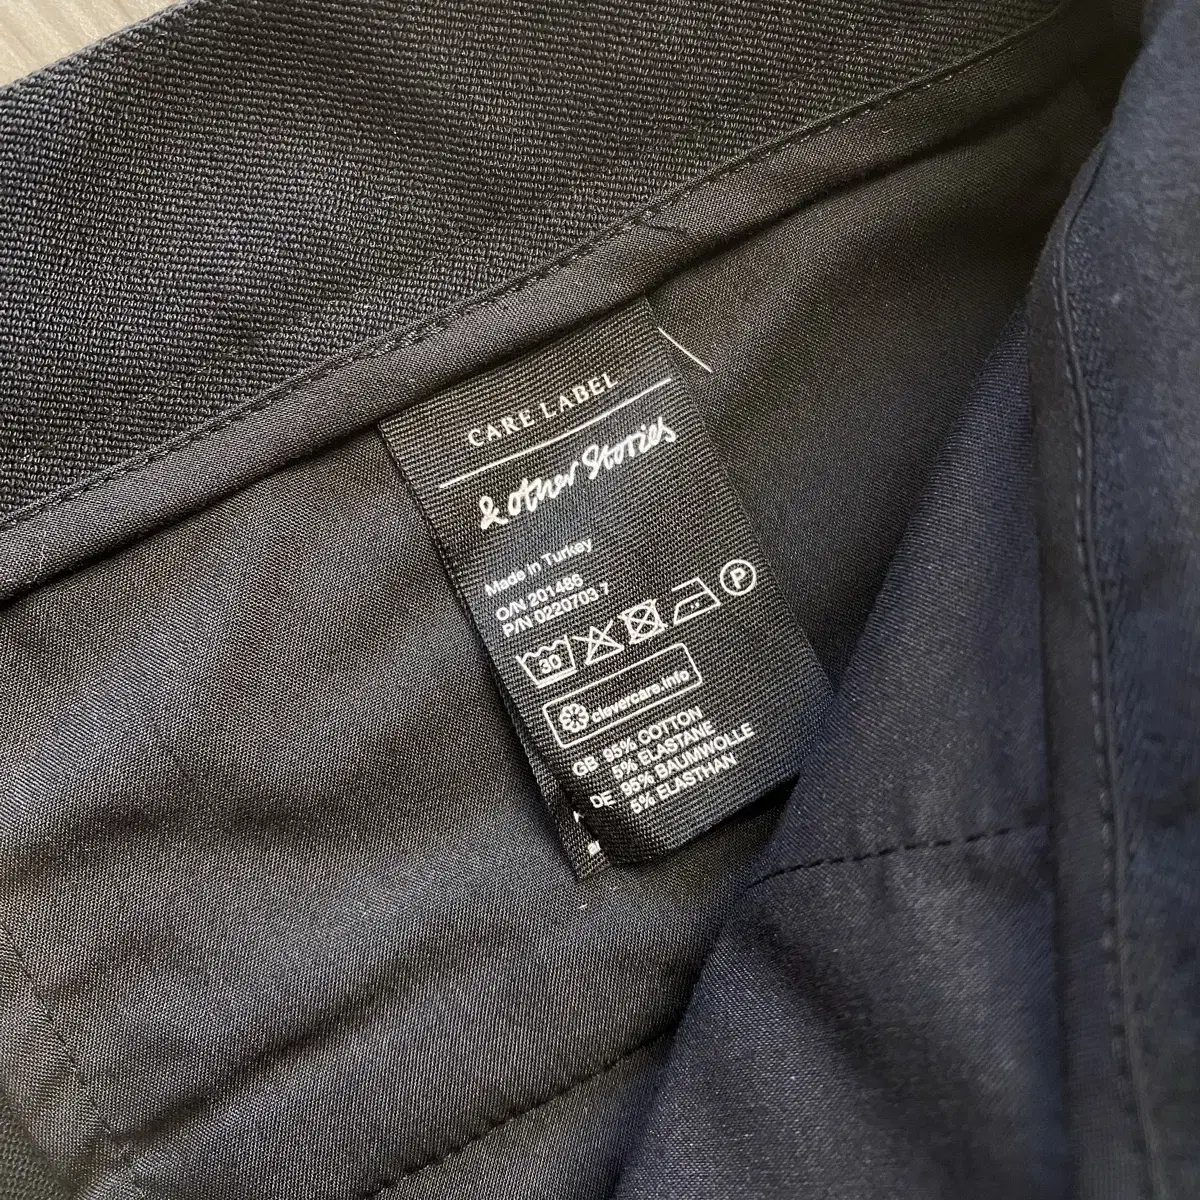 CARE LABEL
& other Stories
Made in Turkey
O/N 201486
P/N 0220703 7
30 P
clevercare.info
GB 95% COTTON
5% ELASTANE
DE 95% BAUMWOLLE
5% ELASTHAN